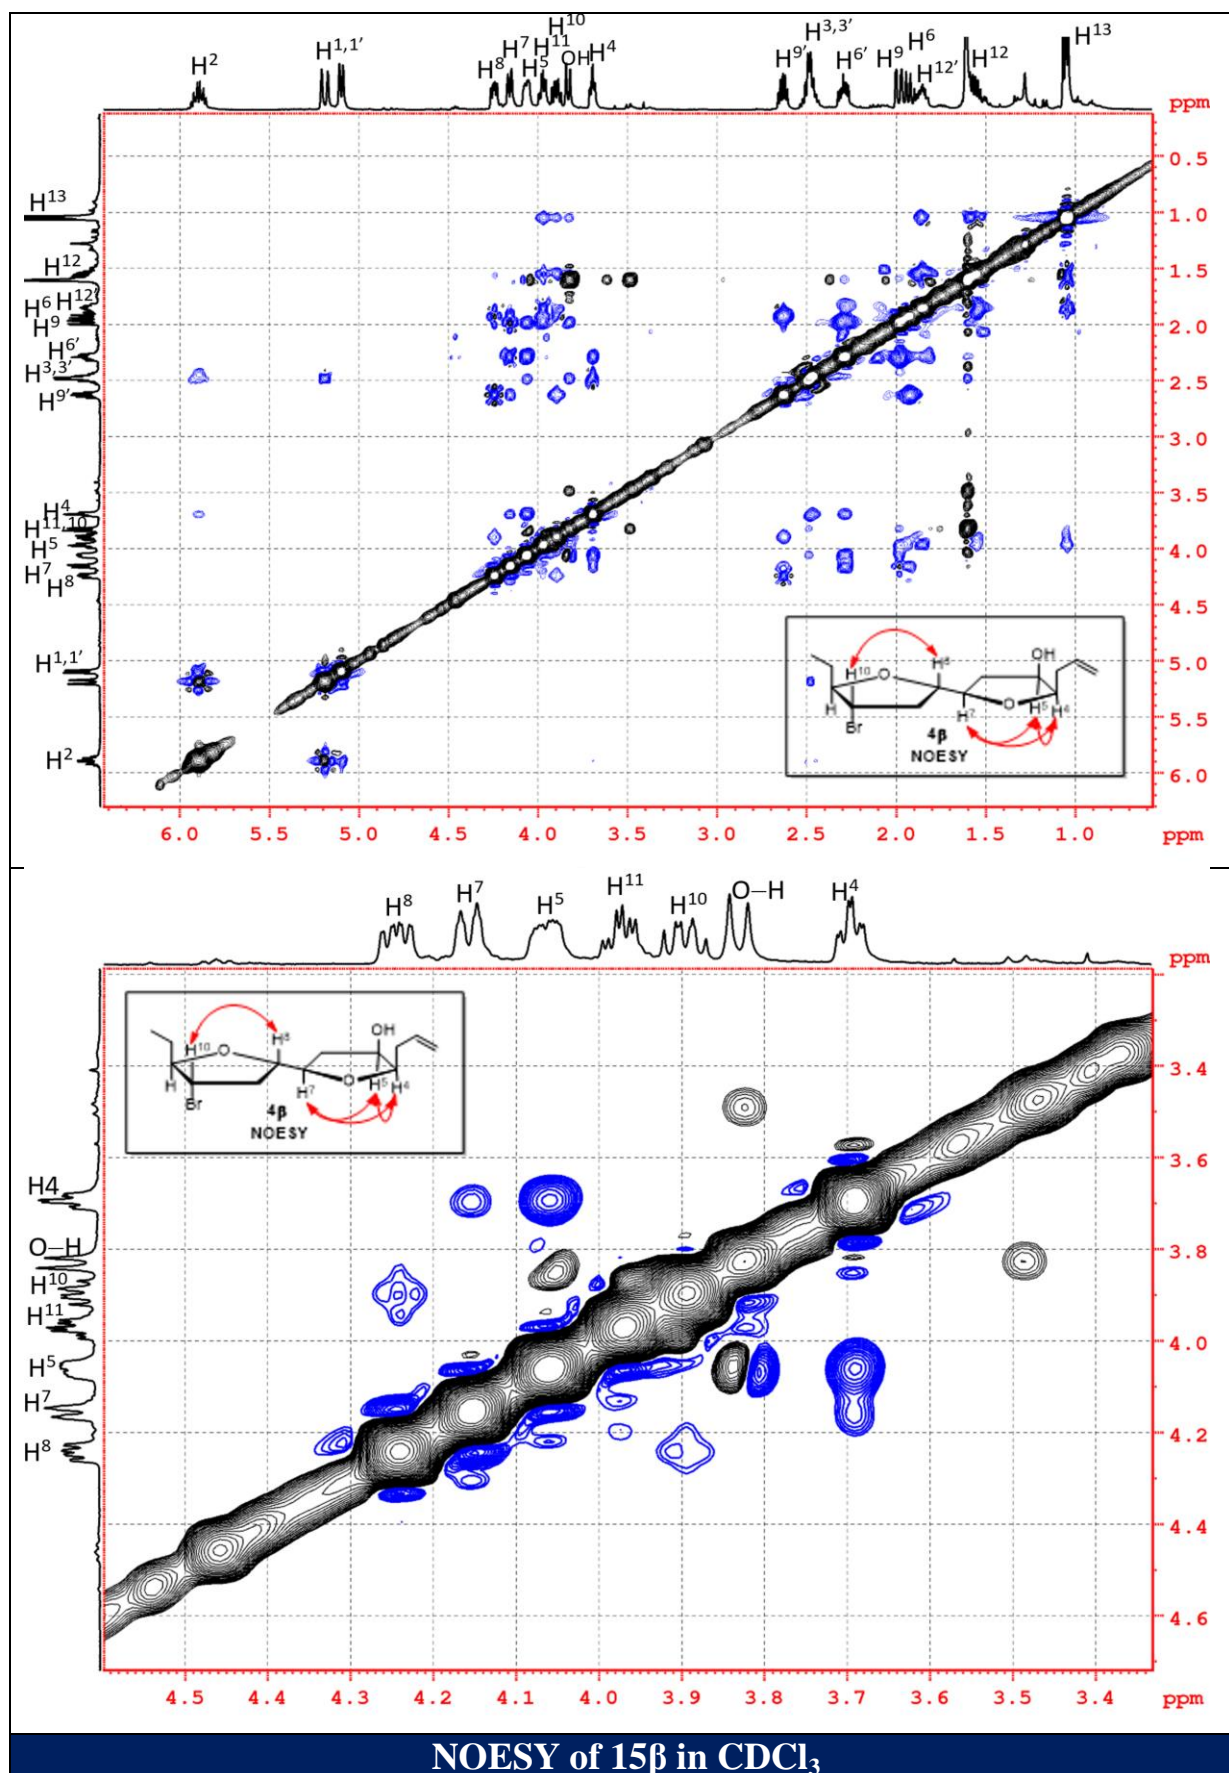 H10
H3,3'
H7 H11 H6 H13
H2 H1,1' H8 H5 OH H4 H9' H6' H9 H12' H12
ppm
H13
H12
H6 H12'
H9
H6'
H3,3'
H9'
H4
H11, 10
H5
H7
H8
H1,1'
H2
0.5
1.0
1.5
2.0
2.5
3.0
3.5
4.0
4.5
5.0
5.5
6.0
OH
H10 O H8
H O H5 H4
Br H7
4β
NOESY
6.0 5.5 5.0 4.5 4.0 3.5 3.0 2.5 2.0 1.5 1.0 ppm
H8 H7 H5 H11 H10 O–H H4
ppm
OH
H10 O H8
H O H5 H4
Br H7
4β
NOESY
H4
O–H
H10
H11
H5
H7
H8
3.4
3.6
3.8
4.0
4.2
4.4
4.6
4.5 4.4 4.3 4.2 4.1 4.0 3.9 3.8 3.7 3.6 3.5 3.4 ppm
NOESY of 15β in CDCl3